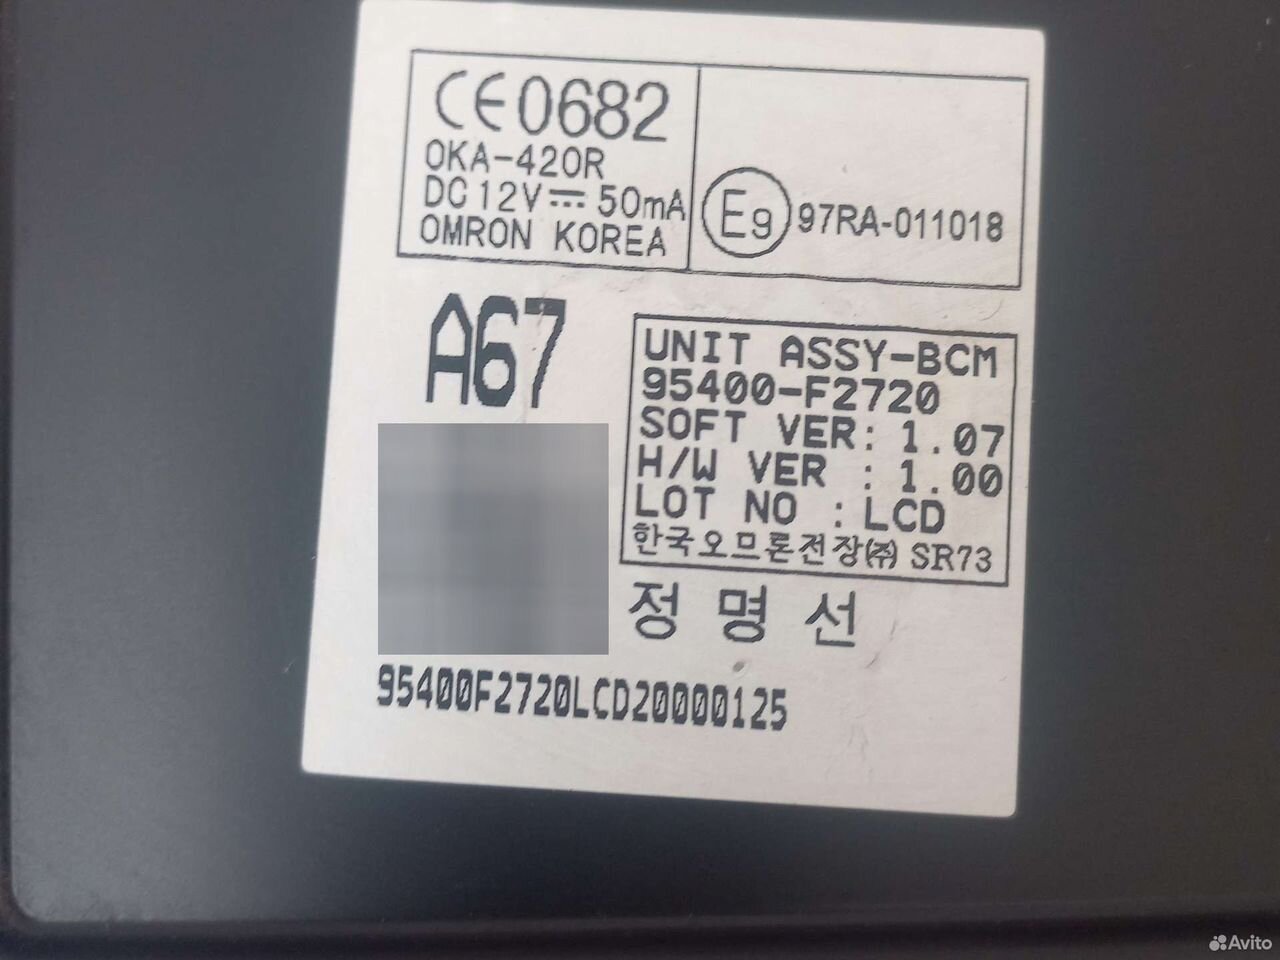 CE0682
OKA-420R
DC 12V⎓50mA
OMRON KOREA
E9 97RA-011018
A67
UNIT ASSY-BCM
95400-F2720
SOFT VER: 1.07
H/W VER : 1.00
LOT NO : LCD
한국오므론전장㈜ SR73
정 명 선
95400F2720LCD20000125
Avito